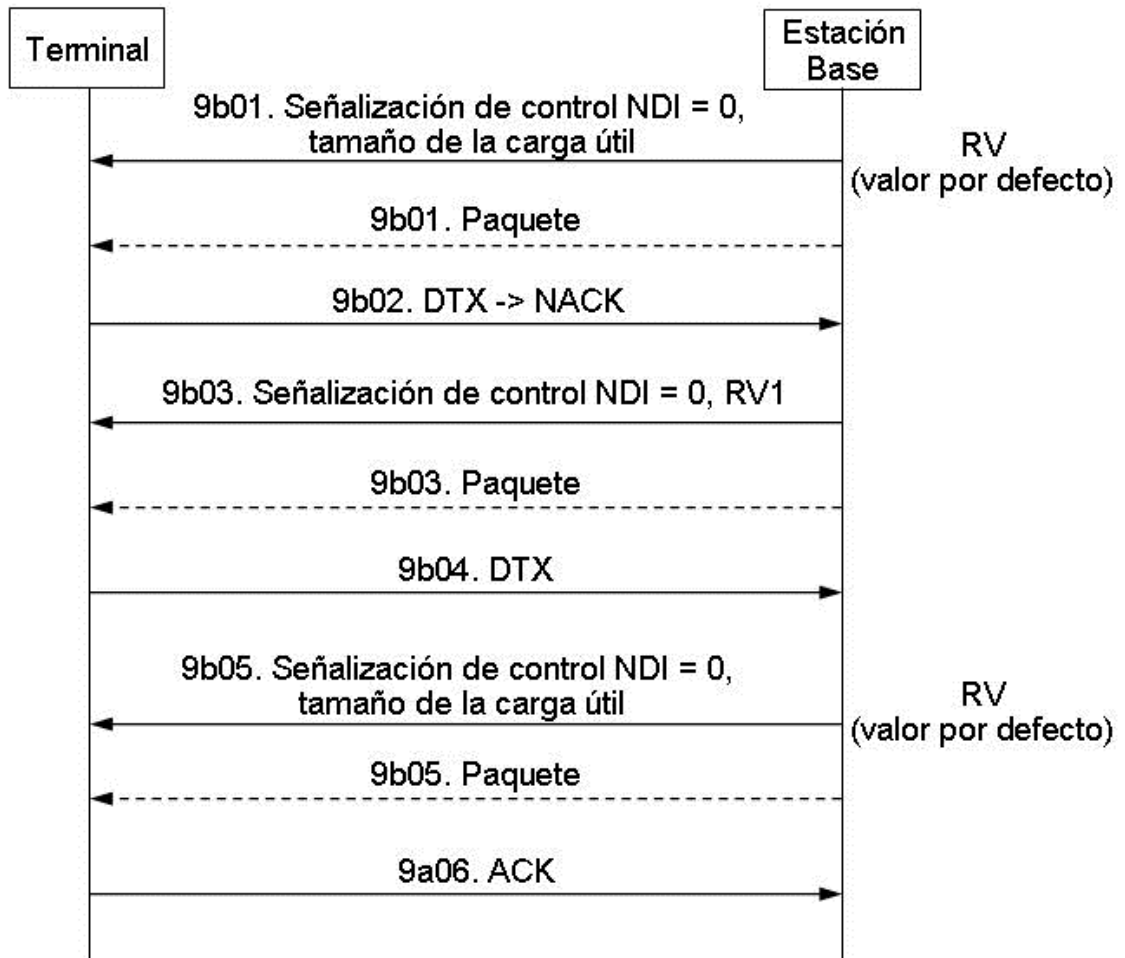 Terminal
Estación
Base
9b01. Señalización de control NDI = 0,
tamaño de la carga útil
RV
(valor por defecto)
9b01. Paquete
9b02. DTX -> NACK
9b03. Señalización de control NDI = 0, RV1
9b03. Paquete
9b04. DTX
9b05. Señalización de control NDI = 0,
tamaño de la carga útil
RV
(valor por defecto)
9b05. Paquete
9a06. ACK